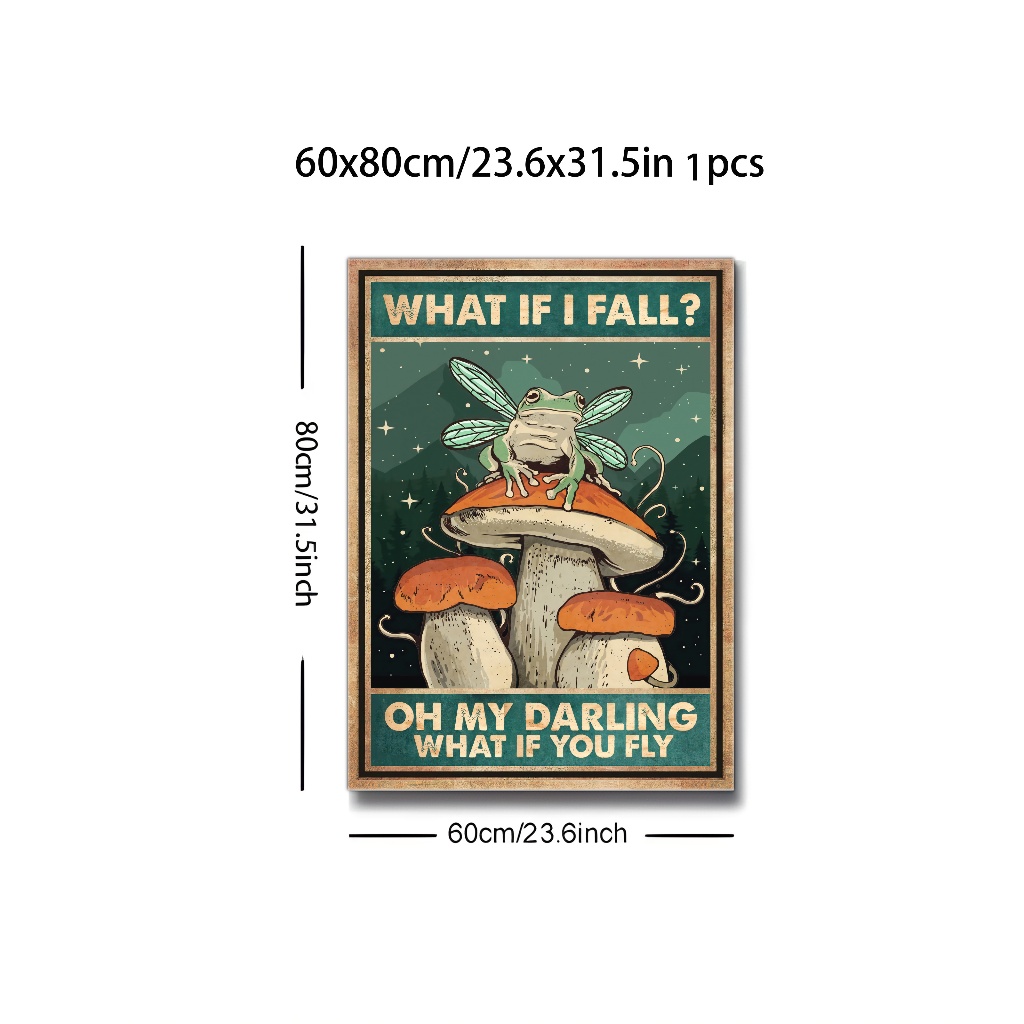 60x80cm/23.6x31.5in 1pcs
WHAT IF I FALL?
80cm/31.5inch
OH MY DARLING
WHAT IF YOU FLY
60cm/23.6inch